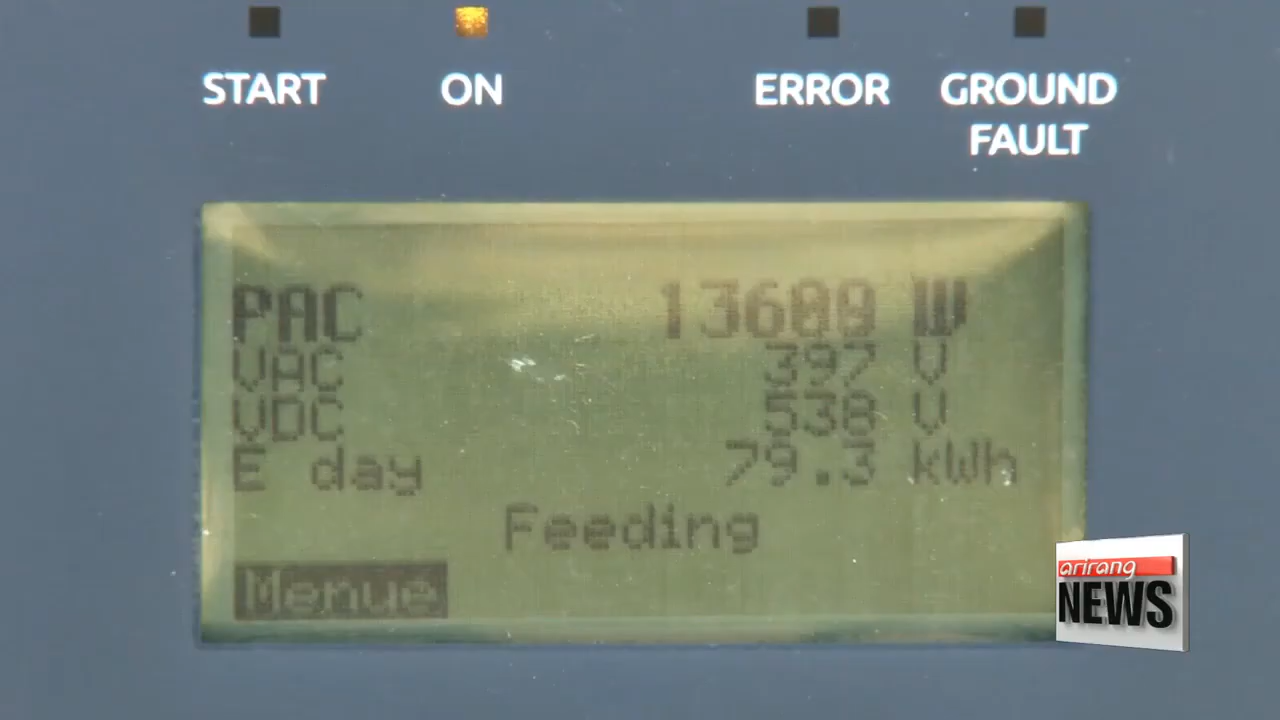 START ON ERROR GROUND FAULT
PAC 13600 W
VAC 397 V
VDC 538 V
E day 79.3 kWh
Feeding
Menue
arirang
NEWS